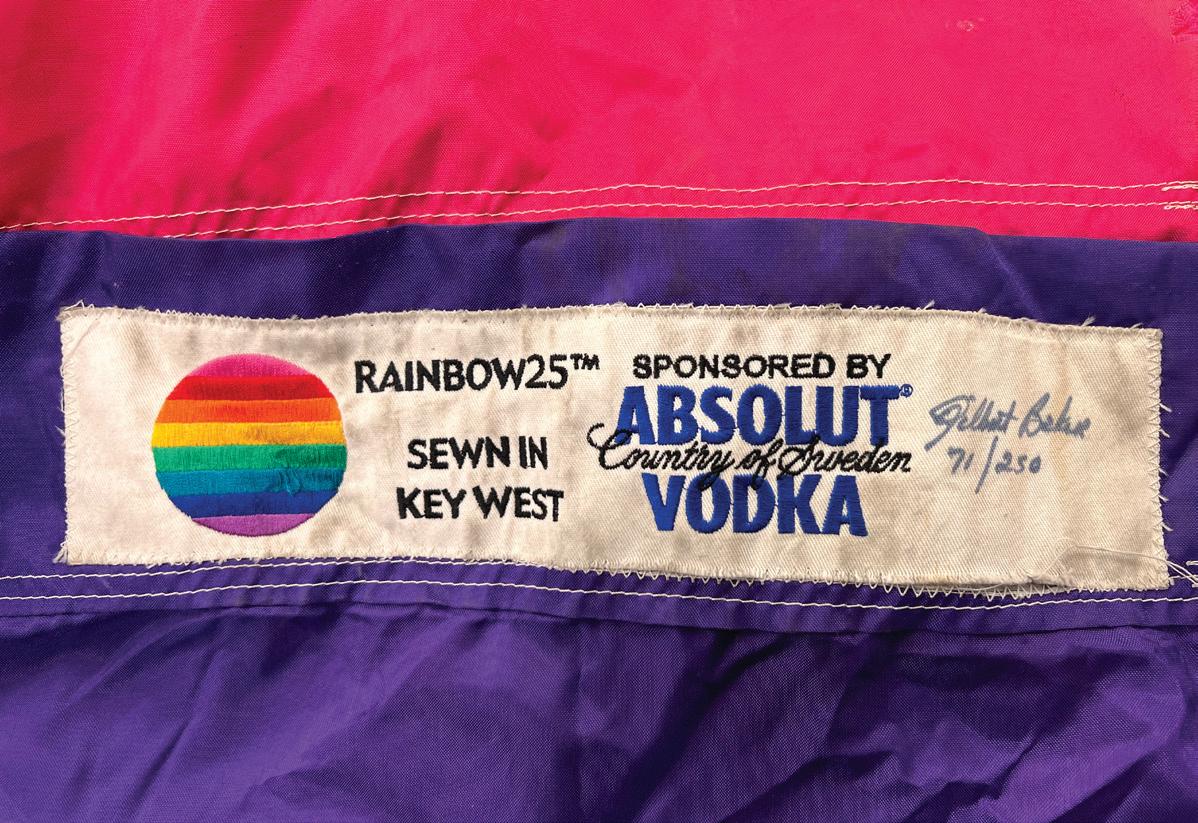 RAINBOW25™
SEWN IN
KEY WEST
SPONSORED BY
ABSOLUT®
Country of Sweden
VODKA
Gilbert Baker
71/250